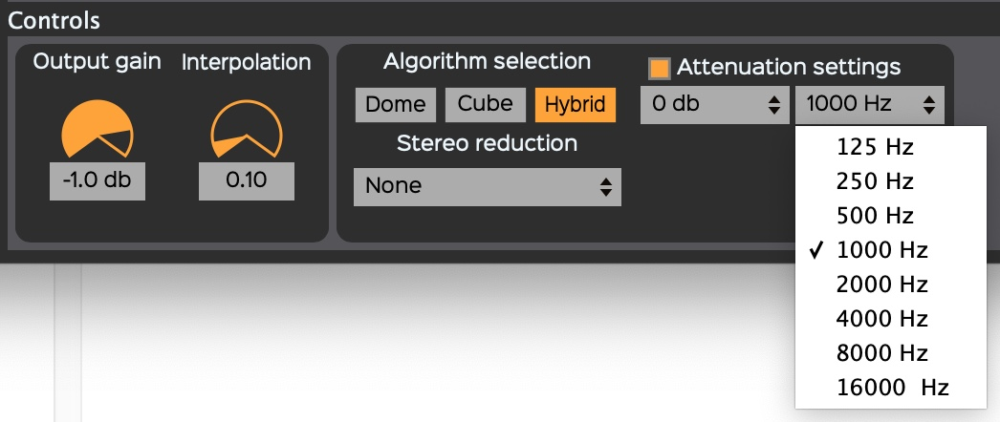 Controls
Output gain
Interpolation
-1.0 db
0.10
Algorithm selection
Dome
Cube
Hybrid
Stereo reduction
None
Attenuation settings
0 db
1000 Hz
125 Hz
250 Hz
500 Hz
✓ 1000 Hz
2000 Hz
4000 Hz
8000 Hz
16000  Hz